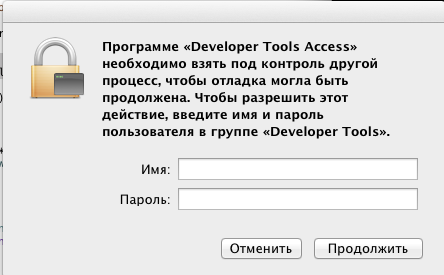 Программе «Developer Tools Access»
необходимо взять под контроль другой
процесс, чтобы отладка могла быть
продолжена. Чтобы разрешить этот
действие, введите имя и пароль
пользователя в группе «Developer Tools».
Имя:
Пароль:
Отменить Продолжить